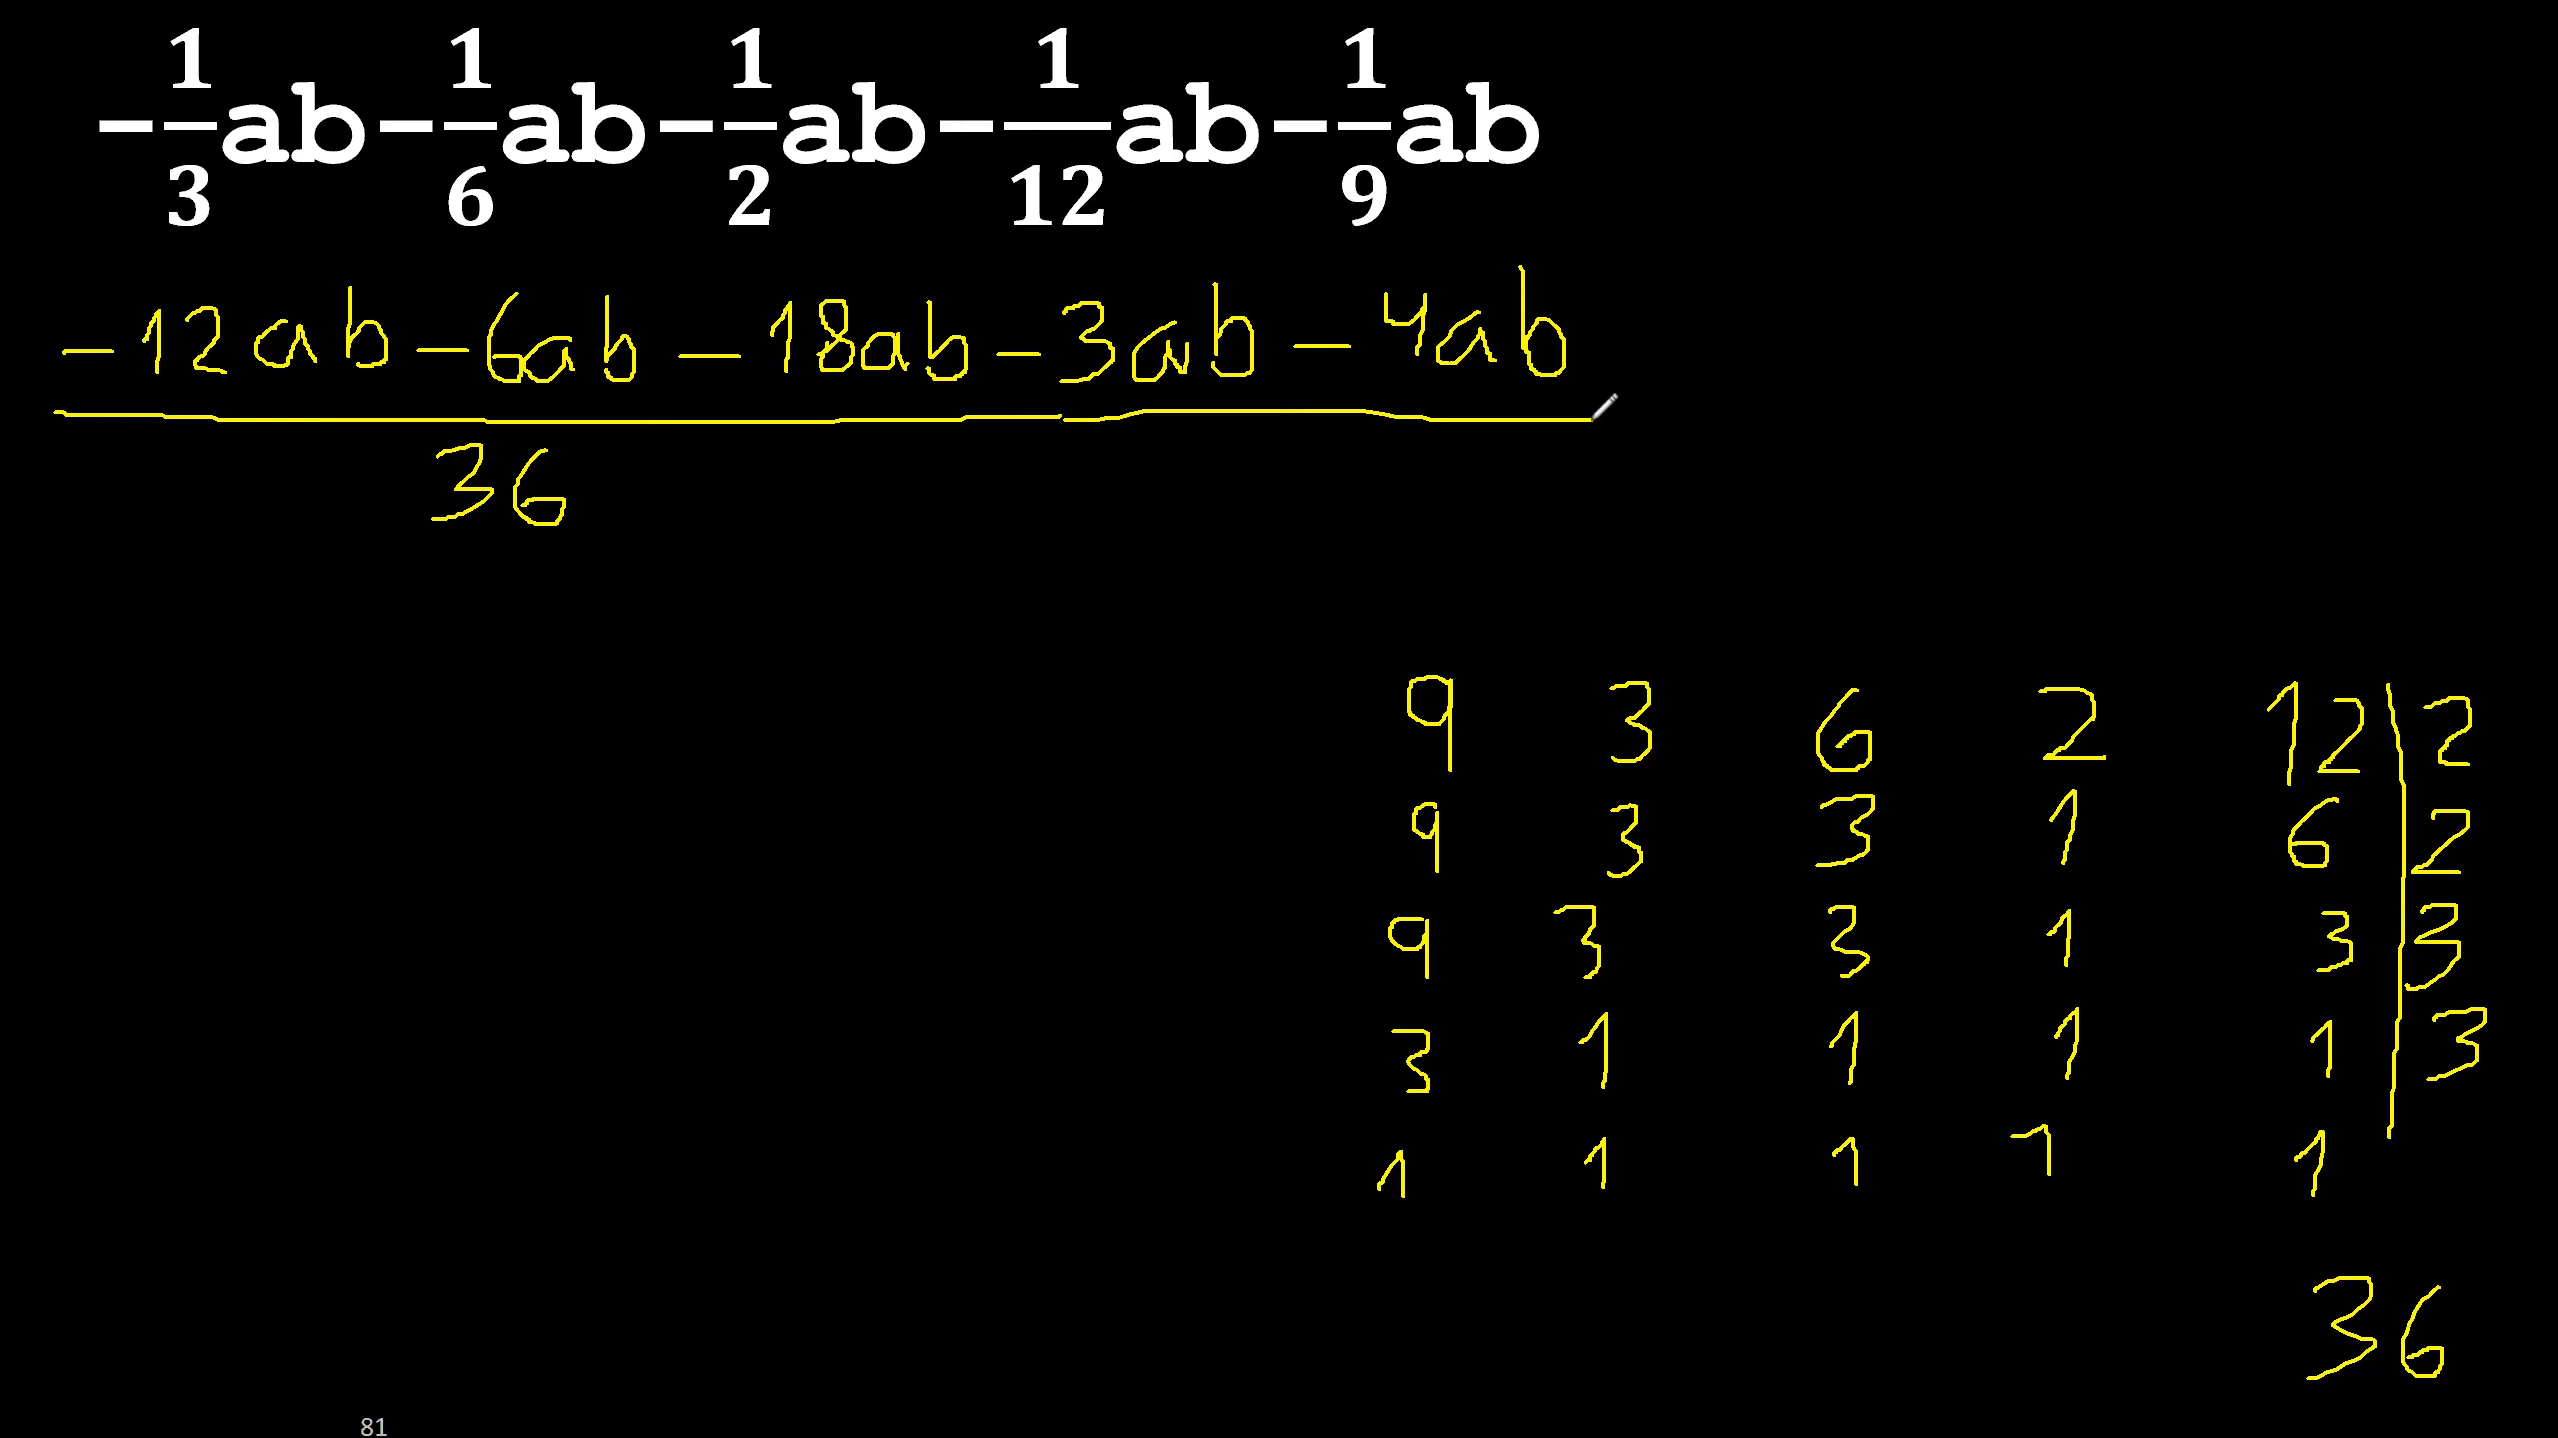 -1/3ab-1/6ab-1/2ab-1/12ab-1/9ab
-12ab-6ab-18ab-3ab-4ab
36
9 3 6 2 12 | 2
9 3 3 1 6 | 2
9 3 3 1 3 | 3
3 1 1 1 1 | 3
1 1 1 1 1
36
81